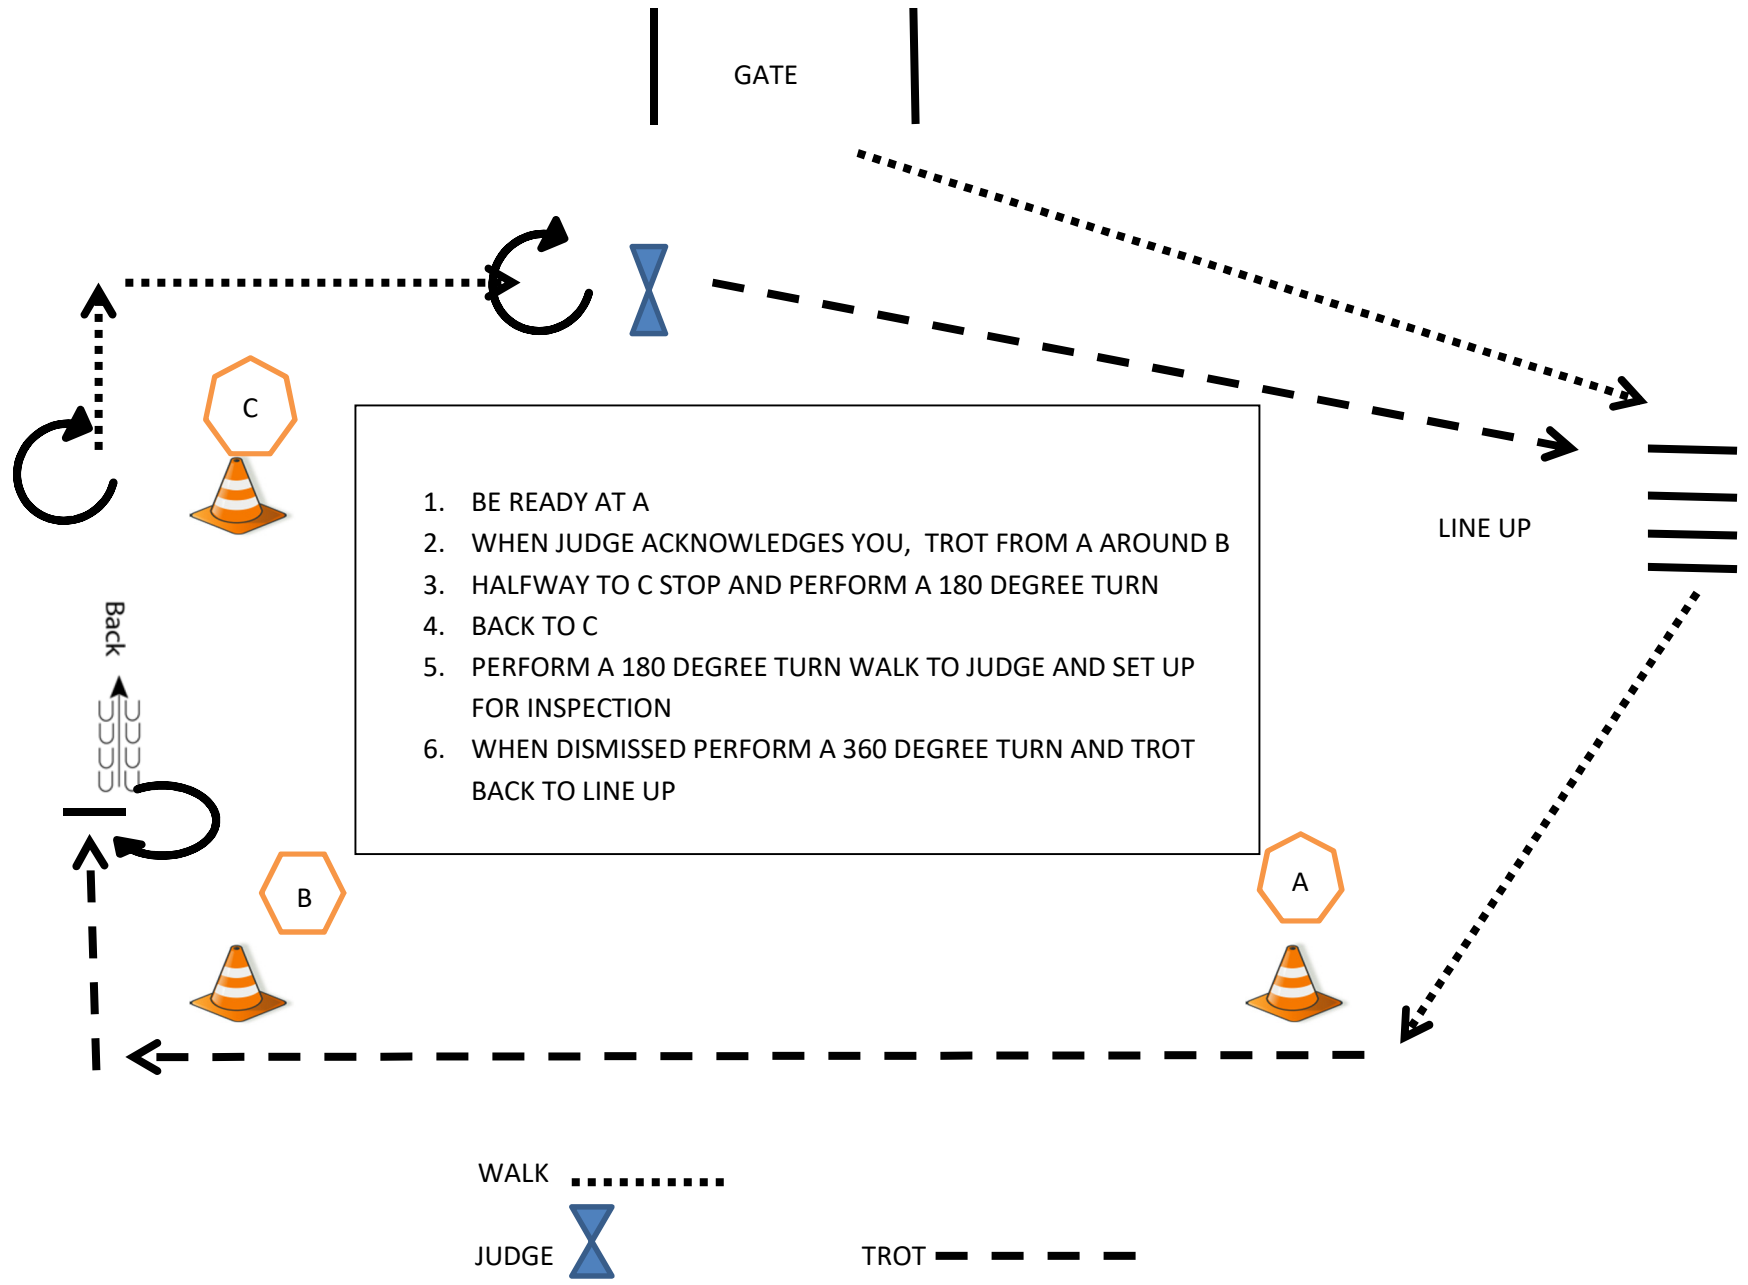 GATE
C
1. BE READY AT A
2. WHEN JUDGE ACKNOWLEDGES YOU, TROT FROM A AROUND B
3. HALFWAY TO C STOP AND PERFORM A 180 DEGREE TURN
4. BACK TO C
5. PERFORM A 180 DEGREE TURN WALK TO JUDGE AND SET UP
FOR INSPECTION
6. WHEN DISMISSED PERFORM A 360 DEGREE TURN AND TROT
BACK TO LINE UP
LINE UP
Back
B
A
WALK
JUDGE
TROT